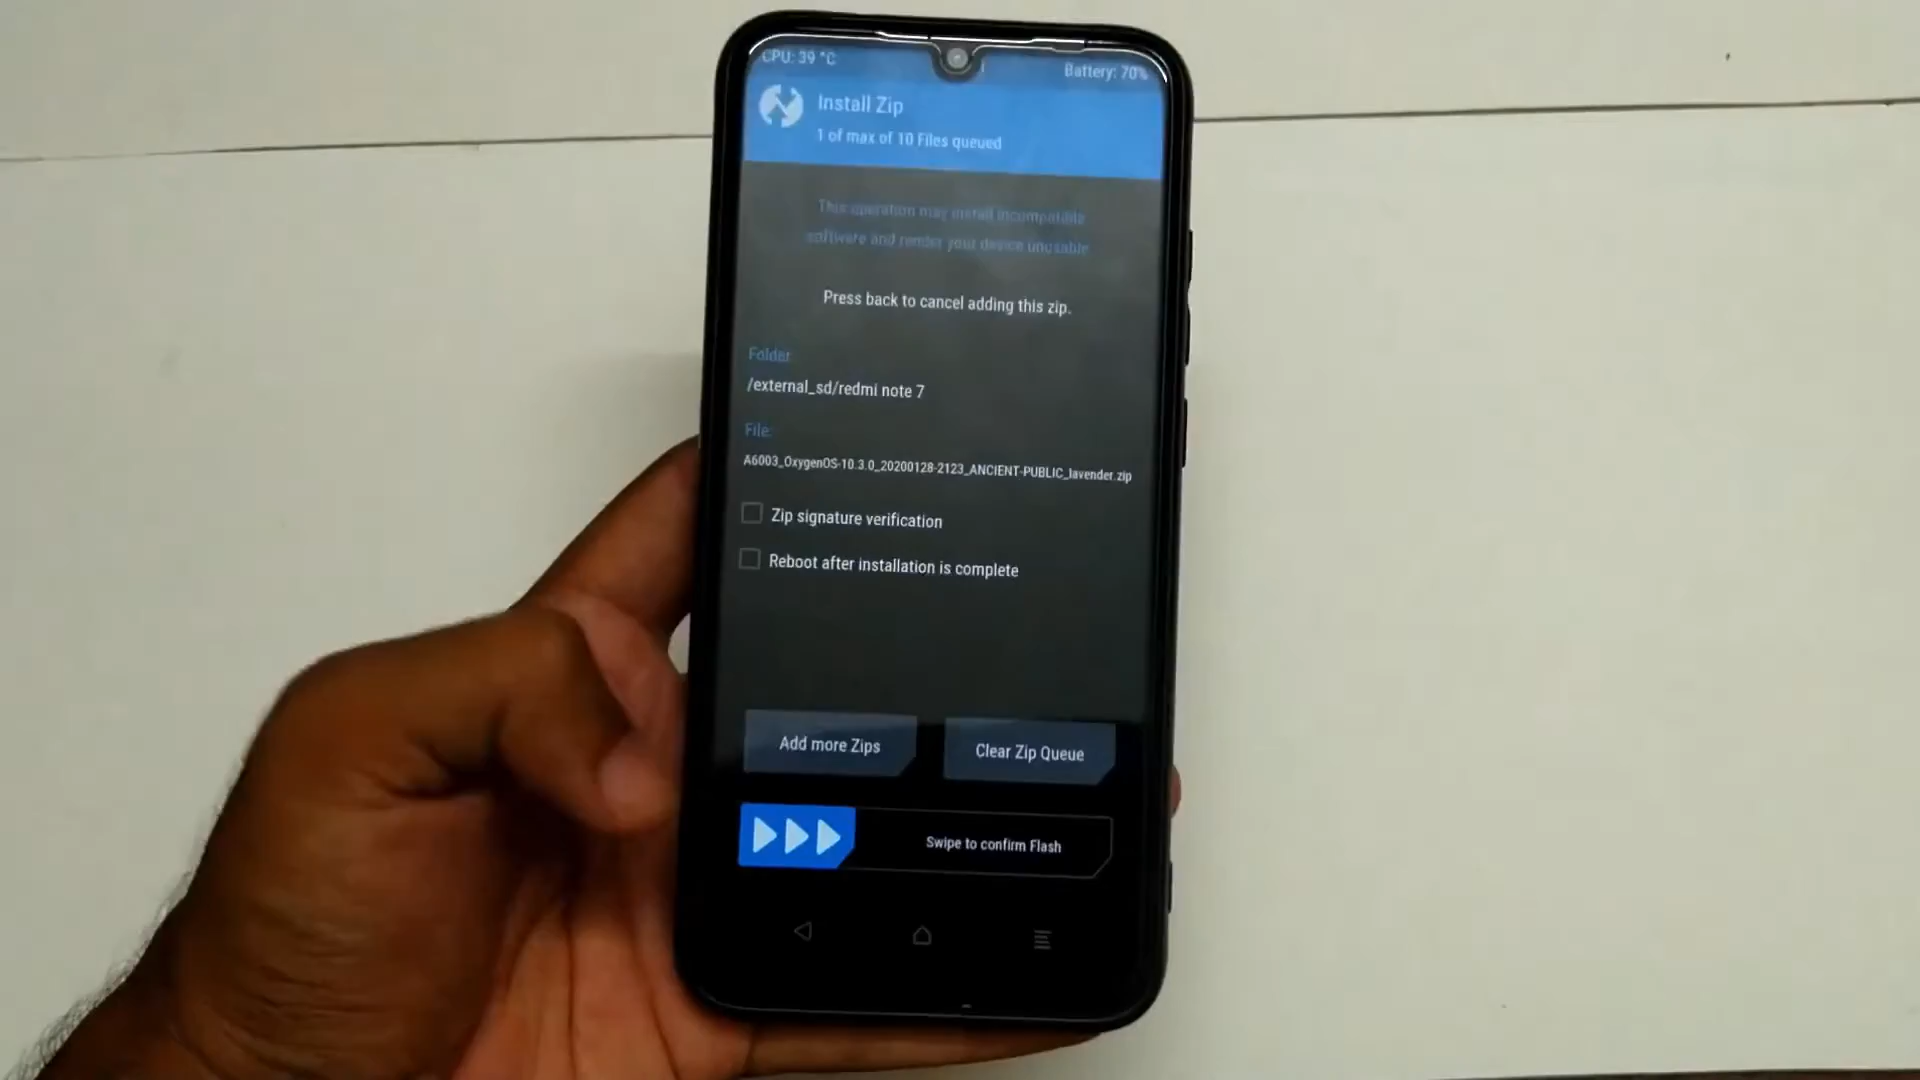 CPU: 39 °C
Battery: 70%
Install Zip
1 of max of 10 Files queued
This operation may install incompatible
software and render your device unusable
Press back to cancel adding this zip.
Folder
/external_sd/redmi note 7
File:
A6003_OxygenOS-10.3.0_20200128-2123_ANCIENT-PUBLIC_lavender.zip
Zip signature verification
Reboot after installation is complete
Add more Zips
Clear Zip Queue
Swipe to confirm Flash